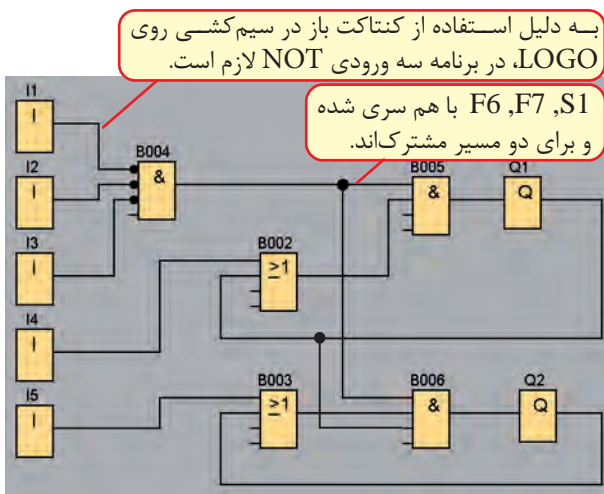 به دلیل استفاده از کنتاکت باز در سیم‌کشی روی
LOGO، در برنامه سه ورودی NOT لازم است.
F6 ,F7 ,S1 با هم سری شده
و برای دو مسیر مشترک‌اند.
I1
I
I2
I
I3
I
I4
I
I5
I
B004
&
B002
≥1
B003
≥1
B005
&
B006
&
Q1
Q
Q2
Q